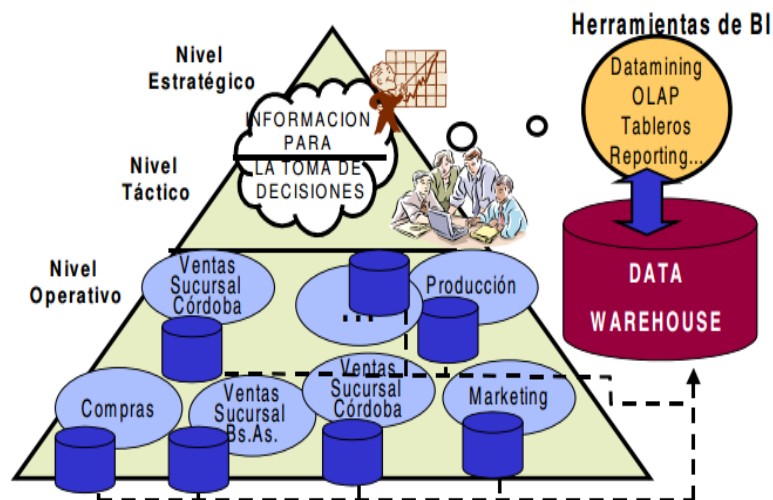 Herramientas de BI
Nivel
Estratégico
Datamining
OLAP
Tableros
Reporting...
INFORMACION
PARA
LA TOMA DE
DECISIONES
Nivel
Táctico
Nivel
Operativo
Ventas
Sucursal
Córdoba
...
Producción
DATA
WAREHOUSE
Compras
Ventas
Sucursal
Bs.As.
Ventas
Sucursal
Córdoba
Marketing